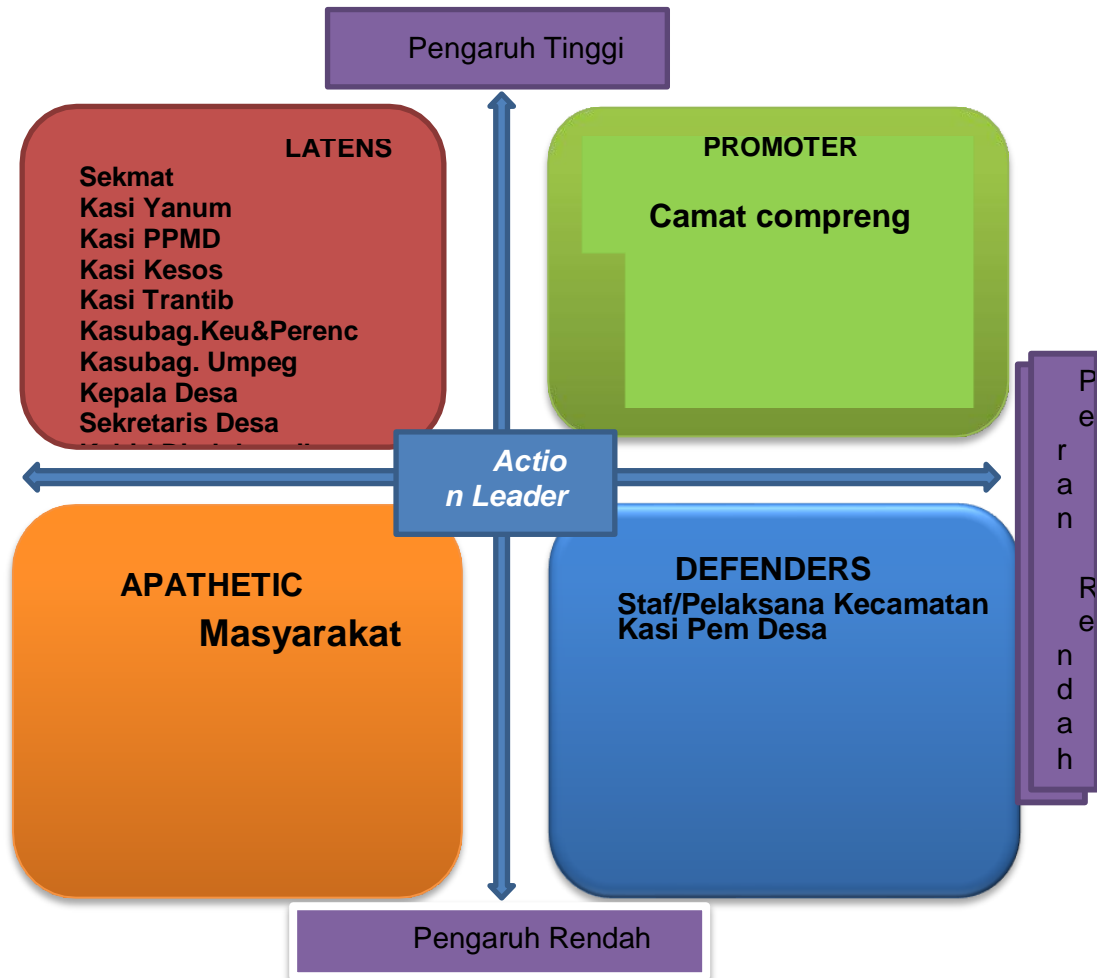 Pengaruh Tinggi
LATENS
Sekmat
Kasi Yanum
Kasi PPMD
Kasi Kesos
Kasi Trantib
Kasubag.Keu&Perenc
Kasubag. Umpeg
Kepala Desa
Sekretaris Desa
PROMOTER
Camat compreng
Actio
n Leader
P
e
r
a
n
R
e
n
d
a
h
APATHETIC
Masyarakat
DEFENDERS
Staf/Pelaksana Kecamatan
Kasi Pem Desa
Pengaruh Rendah